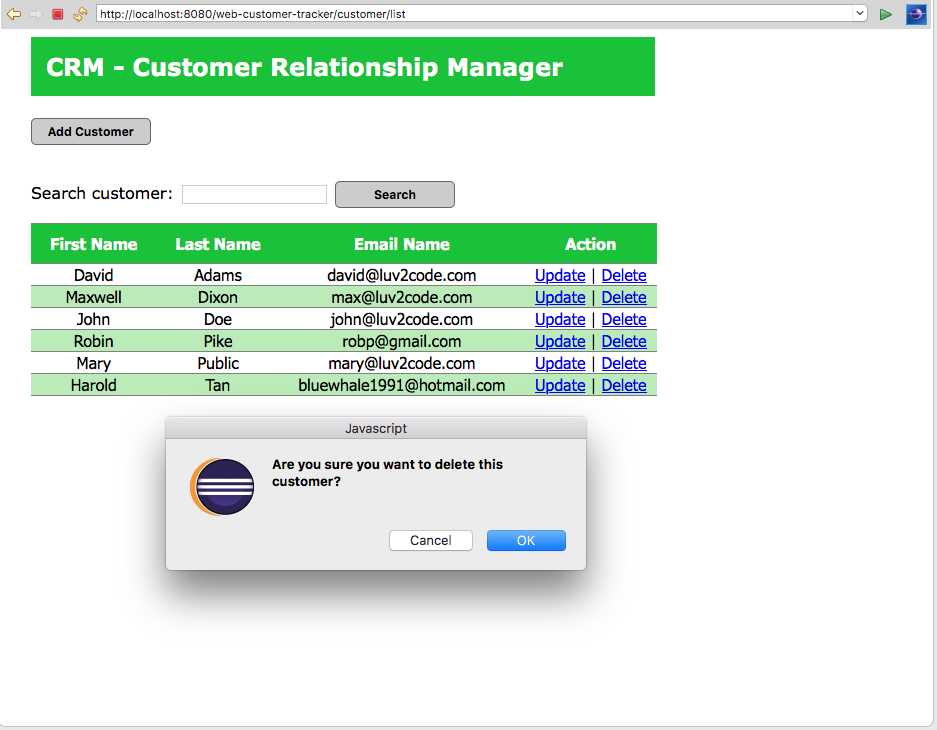 http://localhost:8080/web-customer-tracker/customer/list
CRM - Customer Relationship Manager
Add Customer
Search customer: Search
First Name Last Name Email Name Action
David Adams david@luv2code.com Update | Delete
Maxwell Dixon max@luv2code.com Update | Delete
John Doe john@luv2code.com Update | Delete
Robin Pike robp@gmail.com Update | Delete
Mary Public mary@luv2code.com Update | Delete
Harold Tan bluewhale1991@hotmail.com Update | Delete
Javascript
Are you sure you want to delete this
customer?
Cancel OK